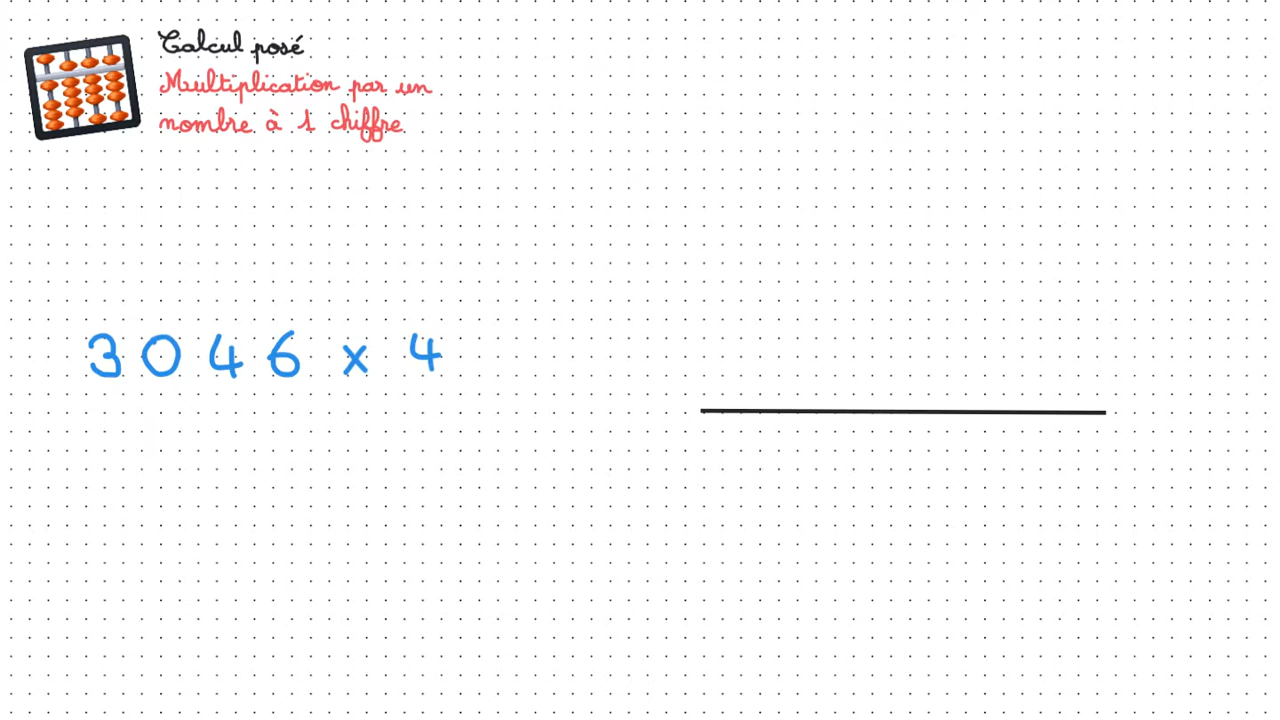 Calcul posé
Multiplication par un
nombre à 1 chiffre
3046 x 4